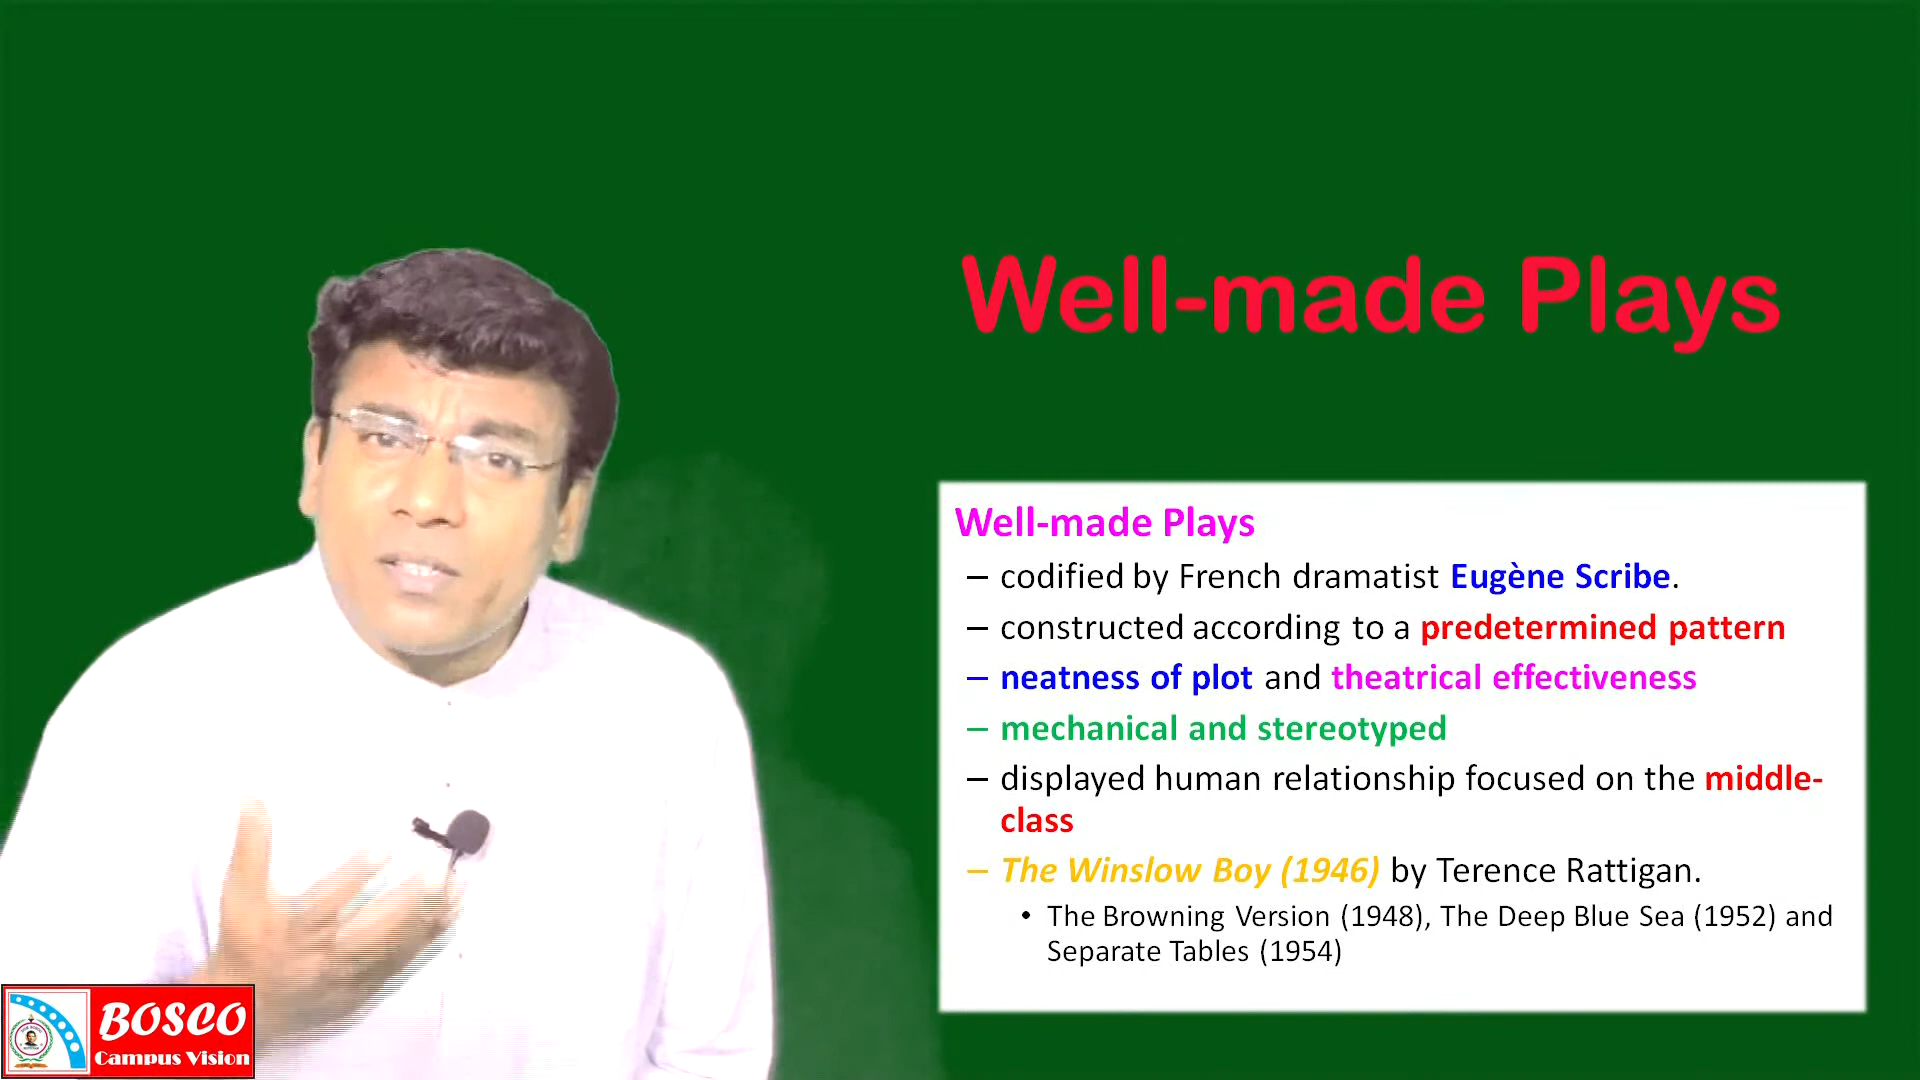 Well-made Plays
Well-made Plays
– codified by French dramatist Eugène Scribe.
– constructed according to a predetermined pattern
– neatness of plot and theatrical effectiveness
– mechanical and stereotyped
– displayed human relationship focused on the middle-
class
– The Winslow Boy (1946) by Terence Rattigan.
• The Browning Version (1948), The Deep Blue Sea (1952) and
Separate Tables (1954)
BOSCO
Campus Vision